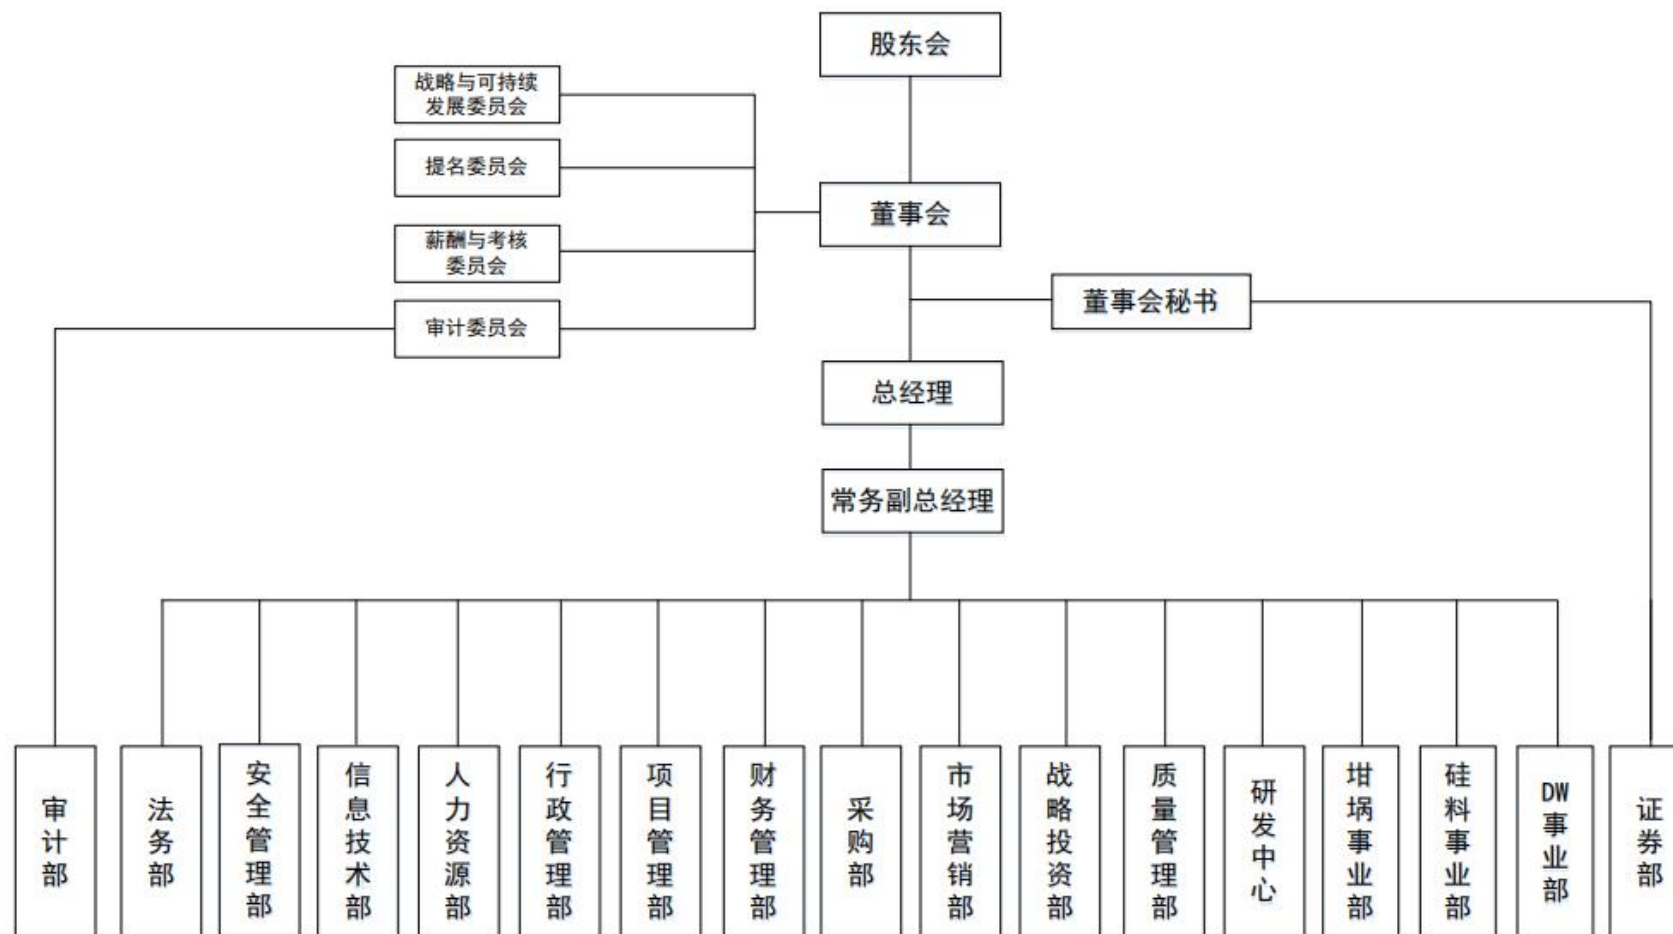 股东会
战略与可持续
发展委员会
提名委员会
董事会
薪酬与考核
委员会
董事会秘书
审计委员会
总经理
常务副总经理
审计部
法务部
安全管理部
信息技术部
人力资源部
行政管理部
项目管理部
财务管理部
采购部
市场营销部
战略投资部
质量管理部
研发中心
坩埚事业部
硅料事业部
DW事业部
证券部